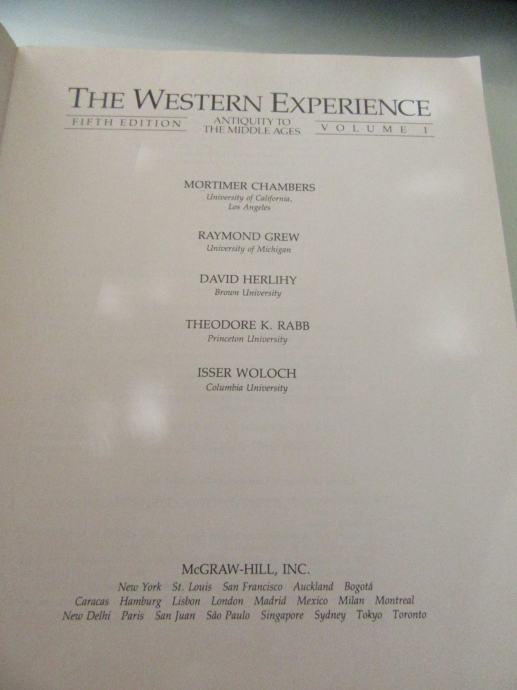 THE WESTERN EXPERIENCE
FIFTH EDITION
ANTIQUITY TO
THE MIDDLE AGES
VOLUME I
MORTIMER CHAMBERS
University of California,
Los Angeles
RAYMOND GREW
University of Michigan
DAVID HERLIHY
Brown University
THEODORE K. RABB
Princeton University
ISSER WOLOCH
Columbia University
McGRAW-HILL, INC.
New York St. Louis San Francisco Auckland Bogotá
Caracas Hamburg Lisbon London Madrid Mexico Milan Montreal
New Delhi Paris San Juan São Paulo Singapore Sydney Tokyo Toronto